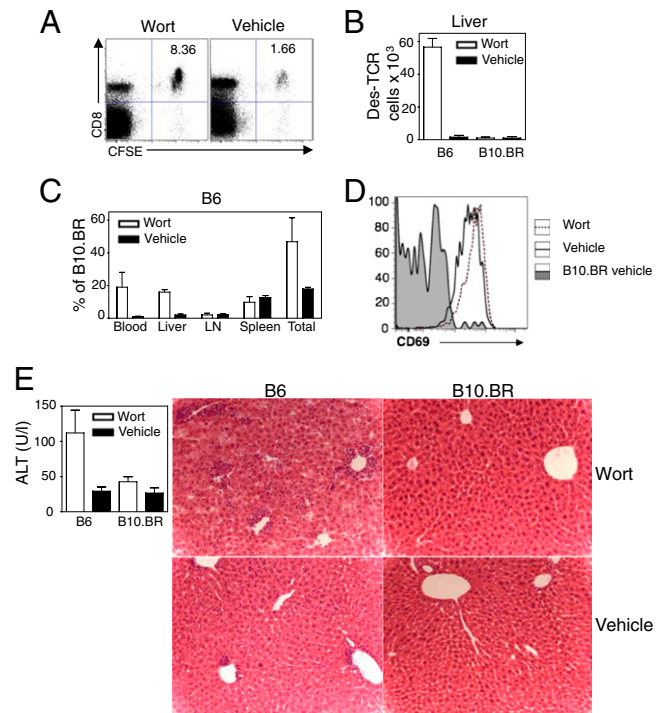 A
Wort
Vehicle
8.36
1.66
CD8
CFSE
B
Liver
Des-TCR
cells x 10³
60
40
20
0
Wort
Vehicle
B6
B10.BR
C
B6
% of B10.BR
60
40
20
0
Wort
Vehicle
Blood
Liver
LN
Spleen
Total
D
100
80
60
40
20
0
CD69
Wort
Vehicle
B10.BR vehicle
E
ALT (U/l)
150
100
50
0
Wort
Vehicle
B6
B10.BR
B6
B10.BR
Wort
Vehicle